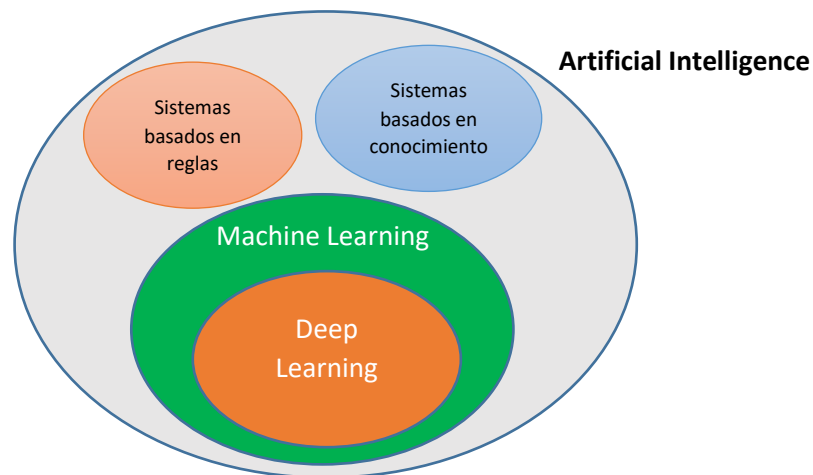 Artificial Intelligence
Sistemas
basados en
reglas
Sistemas
basados en
conocimiento
Machine Learning
Deep
Learning